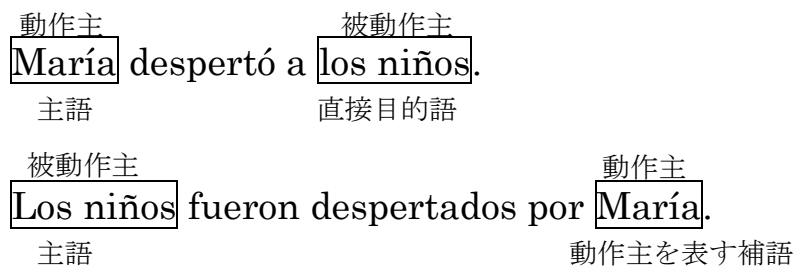 動作主 被動作主
María despertó a los niños.
主語 直接目的語
被動作主 動作主
Los niños fueron despertados por María.
主語 動作主を表す補語